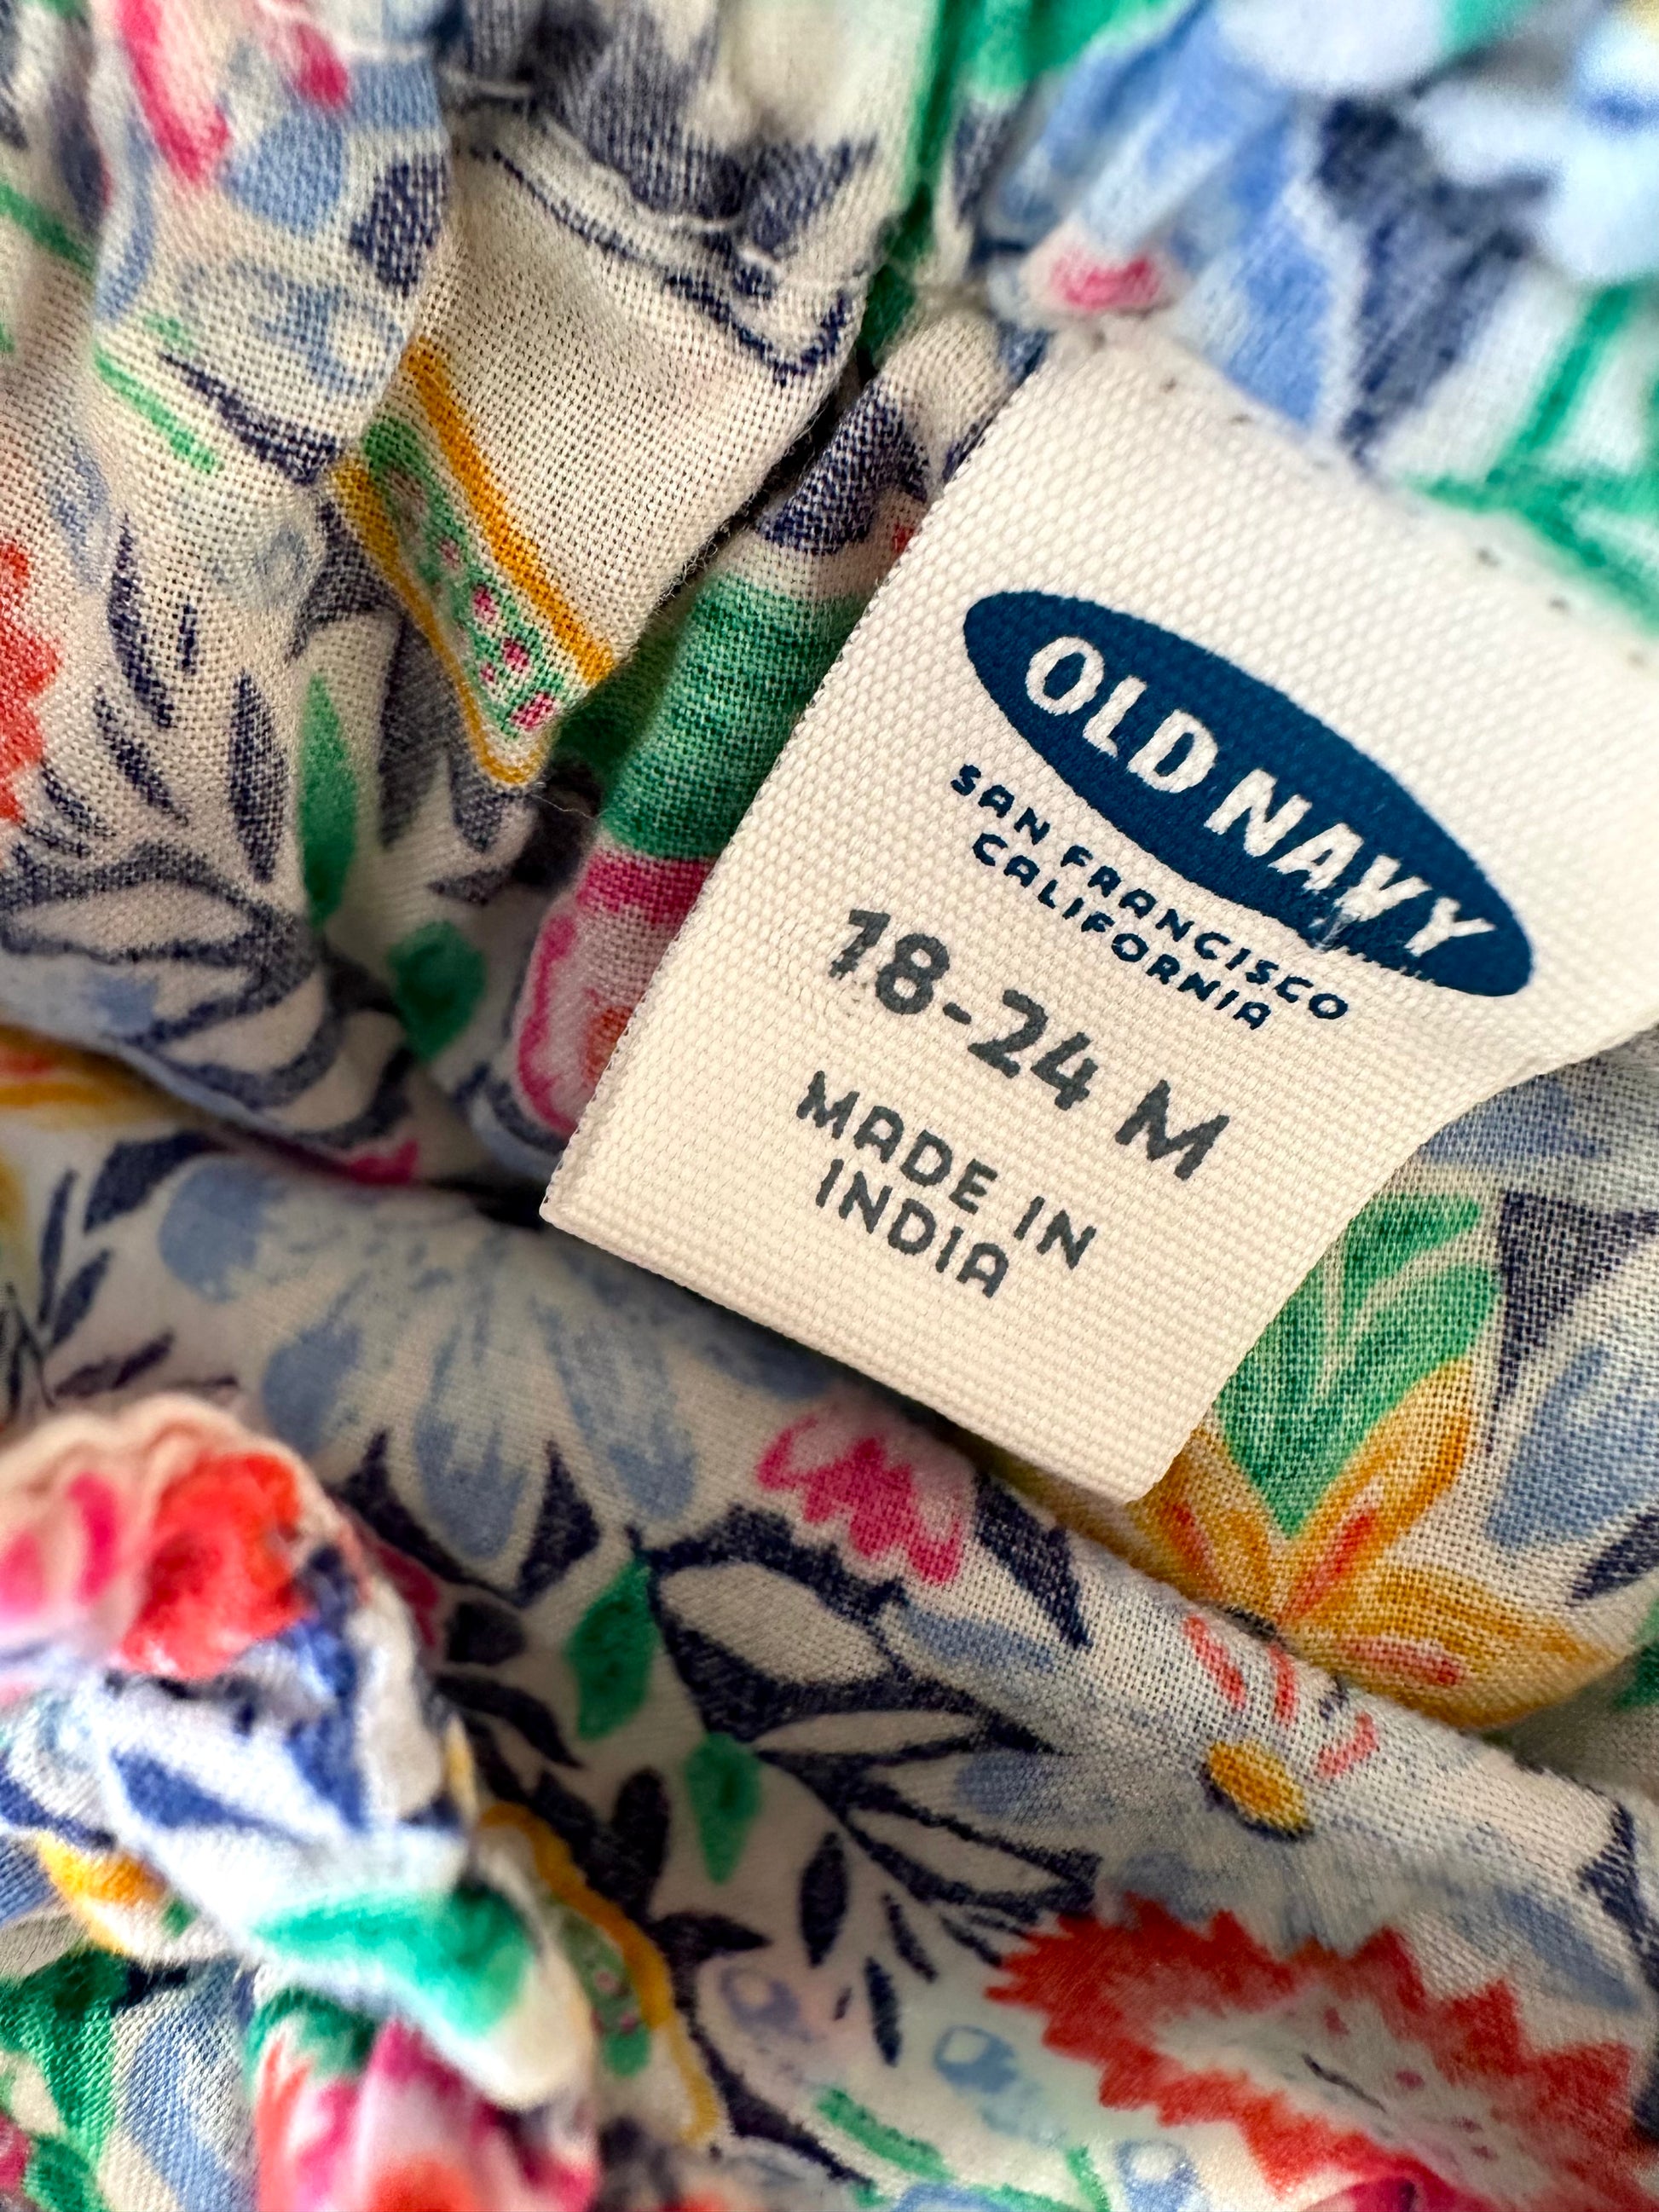 OLD NAVY
SAN FRANCISCO
CALIFORNIA
18-24 M
MADE IN
INDIA